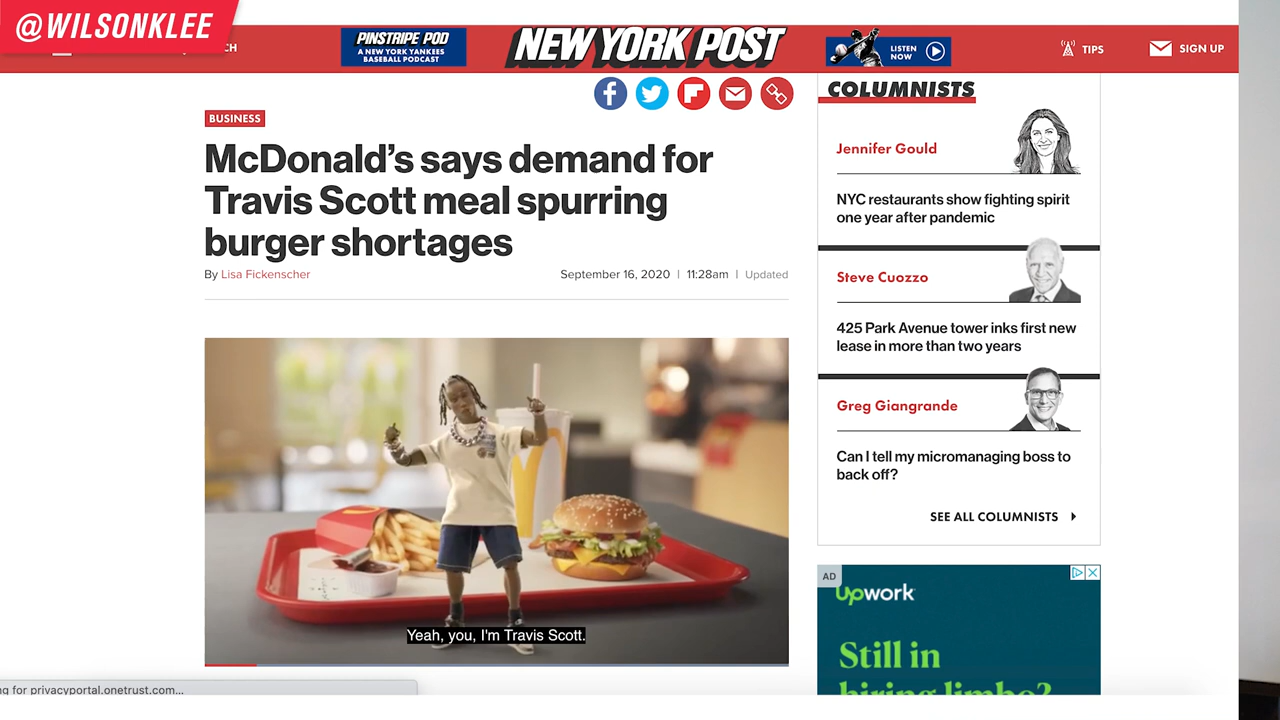 @WILSONKLEE
CH
PINSTRIPE POD
A NEW YORK YANKEES
BASEBALL PODCAST
NEW YORK POST
LISTEN
NOW
TIPS
SIGN UP
BUSINESS
McDonald's says demand for
Travis Scott meal spurring
burger shortages
By Lisa Fickenscher
September 16, 2020 | 11:28am | Updated
Yeah, you, I'm Travis Scott.
COLUMNISTS
Jennifer Gould
NYC restaurants show fighting spirit
one year after pandemic
Steve Cuozzo
425 Park Avenue tower inks first new
lease in more than two years
Greg Giangrande
Can I tell my micromanaging boss to
back off?
SEE ALL COLUMNISTS
AD
Upwork
Still in
hiring limbo?
ng for privacyportal.onetrust.com...